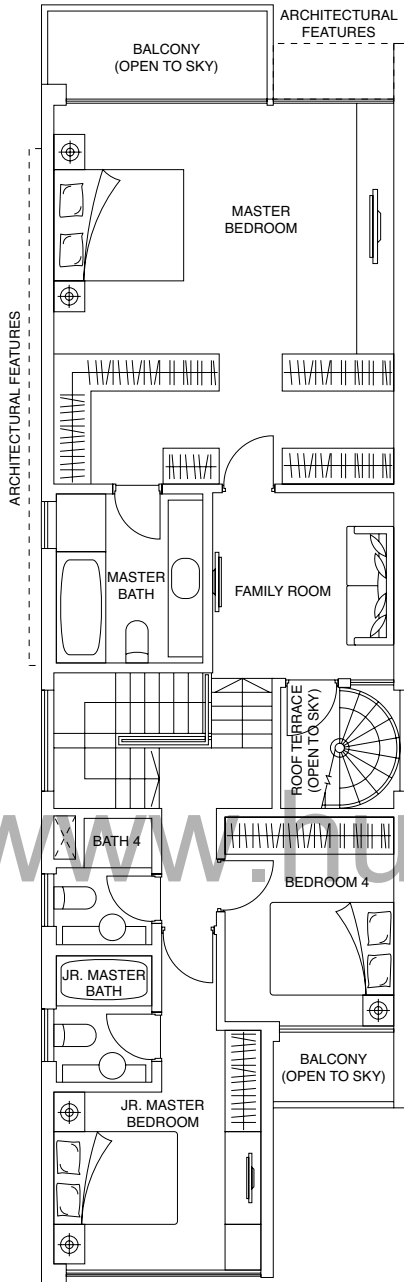 ARCHITECTURAL
FEATURES
BALCONY
(OPEN TO SKY)
MASTER
BEDROOM
ARCHITECTURAL FEATURES
MASTER
BATH
FAMILY ROOM
ROOF TERRACE
(OPEN TO SKY)
www.hu
BATH 4
BEDROOM 4
JR. MASTER
BATH
BALCONY
(OPEN TO SKY)
JR. MASTER
BEDROOM